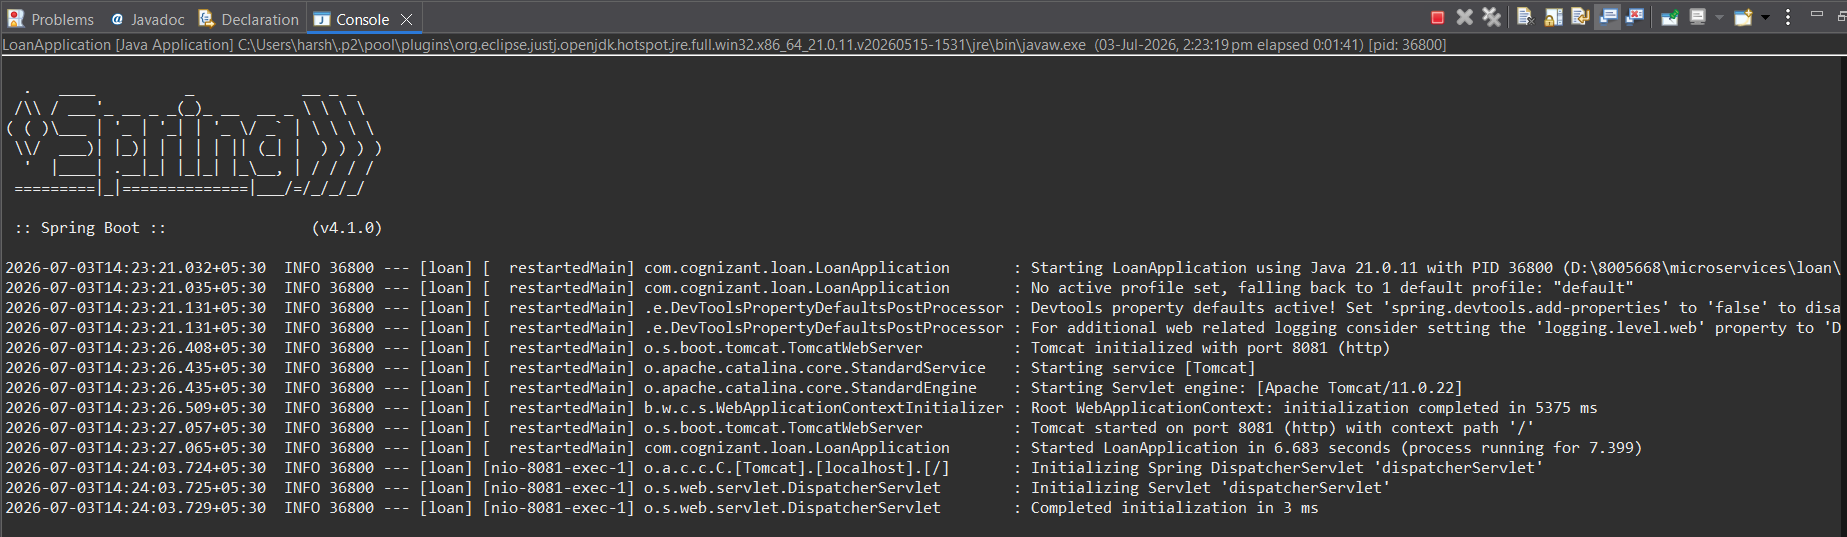 Problems @ Javadoc Declaration Console
LoanApplication [Java Application] C:\Users\harsh\.p2\pool\plugins\org.eclipse.justj.openjdk.hotspot.jre.full.win32.x86_64_21.0.11.v20260515-1531\jre\bin\javaw.exe (03-Jul-2026, 2:23:19 pm elapsed 0:01:41) [pid: 36800]
  .   ____          _            __ _ _
 /\\ / ___'_ __ _ _(_)_ __  __ _ \ \ \ \
( ( )\___ | '_ | '_| | '_ \/ _` | \ \ \ \
 \\/  ___)| |_)| | | | | || (_| |  ) ) ) )
  '  |____| .__|_| |_|_| |_\__, | / / / /
 =========|_|==============|___/=/_/_/_/
 :: Spring Boot ::                (v4.1.0)
2026-07-03T14:23:21.032+05:30  INFO 36800 --- [loan] [  restartedMain] com.cognizant.loan.LoanApplication       : Starting LoanApplication using Java 21.0.11 with PID 36800 (D:\8005668\microservices\loan\
2026-07-03T14:23:21.035+05:30  INFO 36800 --- [loan] [  restartedMain] com.cognizant.loan.LoanApplication       : No active profile set, falling back to 1 default profile: "default"
2026-07-03T14:23:21.131+05:30  INFO 36800 --- [loan] [  restartedMain] .e.DevToolsPropertyDefaultsPostProcessor : Devtools property defaults active! Set 'spring.devtools.add-properties' to 'false' to disa
2026-07-03T14:23:21.131+05:30  INFO 36800 --- [loan] [  restartedMain] .e.DevToolsPropertyDefaultsPostProcessor : For additional web related logging consider setting the 'logging.level.web' property to 'D
2026-07-03T14:23:26.408+05:30  INFO 36800 --- [loan] [  restartedMain] o.s.boot.tomcat.TomcatWebServer          : Tomcat initialized with port 8081 (http)
2026-07-03T14:23:26.435+05:30  INFO 36800 --- [loan] [  restartedMain] o.apache.catalina.core.StandardService   : Starting service [Tomcat]
2026-07-03T14:23:26.435+05:30  INFO 36800 --- [loan] [  restartedMain] o.apache.catalina.core.StandardEngine    : Starting Servlet engine: [Apache Tomcat/11.0.22]
2026-07-03T14:23:26.509+05:30  INFO 36800 --- [loan] [  restartedMain] b.w.c.s.WebApplicationContextInitializer : Root WebApplicationContext: initialization completed in 5375 ms
2026-07-03T14:23:27.057+05:30  INFO 36800 --- [loan] [  restartedMain] o.s.boot.tomcat.TomcatWebServer          : Tomcat started on port 8081 (http) with context path '/'
2026-07-03T14:23:27.065+05:30  INFO 36800 --- [loan] [  restartedMain] com.cognizant.loan.LoanApplication       : Started LoanApplication in 6.683 seconds (process running for 7.399)
2026-07-03T14:24:03.724+05:30  INFO 36800 --- [loan] [nio-8081-exec-1] o.a.c.c.C.[Tomcat].[localhost].[/]       : Initializing Spring DispatcherServlet 'dispatcherServlet'
2026-07-03T14:24:03.725+05:30  INFO 36800 --- [loan] [nio-8081-exec-1] o.s.web.servlet.DispatcherServlet        : Initializing Servlet 'dispatcherServlet'
2026-07-03T14:24:03.729+05:30  INFO 36800 --- [loan] [nio-8081-exec-1] o.s.web.servlet.DispatcherServlet        : Completed initialization in 3 ms